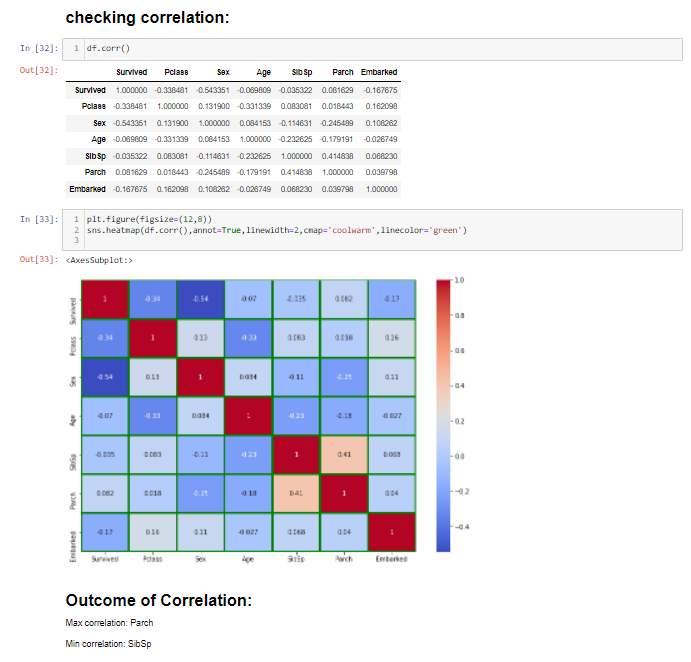 checking correlation:
In [32]: 1 df.corr()
Out[32]:
Survived Pclass Sex Age SibSp Parch Embarked
Survived 1.000000 -0.338481 -0.543351 -0.069809 -0.035322 0.081629 -0.167675
Pclass -0.338481 1.000000 0.131900 -0.331339 0.083081 0.018443 0.162098
Sex -0.543351 0.131900 1.000000 0.084153 -0.114631 -0.245489 0.108262
Age -0.069809 -0.331339 0.084153 1.000000 -0.232625 -0.179191 -0.026749
SibSp -0.035322 0.083081 -0.114631 -0.232625 1.000000 0.414838 0.068230
Parch 0.081629 0.018443 -0.245489 -0.179191 0.414838 1.000000 0.039798
Embarked -0.167675 0.162098 0.108262 -0.026749 0.068230 0.039798 1.000000
In [33]: 1 plt.figure(figsize=(12,8))
2 sns.heatmap(df.corr(),annot=True,linewidth=2,cmap='coolwarm',linecolor='green')
3
Out[33]: <AxesSubplot:>
Survived 1 -0.34 -0.54 -0.07 -0.035 0.082 -0.17
Pclass -0.34 1 0.13 -0.33 0.083 0.018 0.16
Sex -0.54 0.13 1 0.084 -0.11 -0.25 0.11
Age -0.07 -0.33 0.084 1 -0.23 -0.18 -0.027
SibSp -0.035 0.083 -0.11 -0.23 1 0.41 0.068
Parch 0.082 0.018 -0.25 -0.18 0.41 1 0.04
Embarked -0.17 0.16 0.11 -0.027 0.068 0.04 1
Survived Pclass Sex Age SibSp Parch Embarked
1.0
0.8
0.6
0.4
0.2
0.0
-0.2
-0.4
Outcome of Correlation:
Max correlation: Parch
Min correlation: SibSp